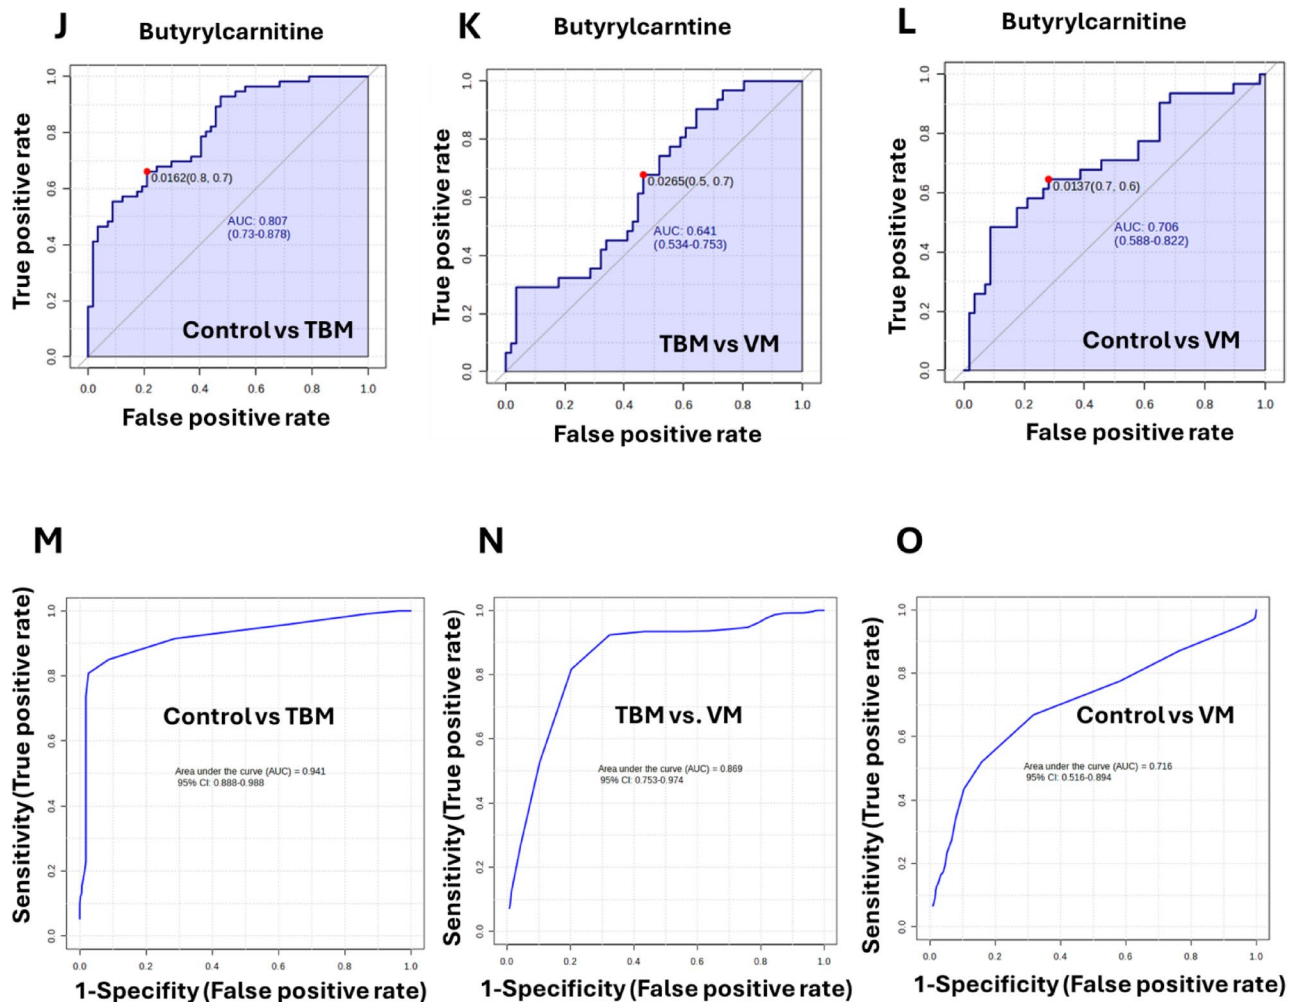 J
Butyrylcarnitine
True positive rate
1.0
0.8
0.6
0.4
0.2
0.0
0.0162(0.8, 0.7)
AUC: 0.807
(0.73-0.878)
Control vs TBM
0.0 0.2 0.4 0.6 0.8 1.0
False positive rate
K
Butyrylcarntine
True positive rate
1.0
0.8
0.6
0.4
0.2
0.0
0.0265(0.5, 0.7)
AUC: 0.641
(0.534-0.753)
TBM vs VM
0.0 0.2 0.4 0.6 0.8 1.0
False positive rate
L
Butyrylcarnitine
True positive rate
1.0
0.8
0.6
0.4
0.2
0.0
0.0137(0.7, 0.6)
AUC: 0.706
(0.588-0.822)
Control vs VM
0.0 0.2 0.4 0.6 0.8 1.0
False positive rate
M
Sensitivity (True positive rate)
1.0
0.8
0.6
0.4
0.2
0.0
Control vs TBM
Area under the curve (AUC) = 0.941
95% CI: 0.888-0.988
0.0 0.2 0.4 0.6 0.8 1.0
1-Specifity (False positive rate)
N
Sensitivity (True positive rate)
1.0
0.8
0.6
0.4
0.2
0.0
TBM vs. VM
Area under the curve (AUC) = 0.869
95% CI: 0.753-0.974
0.0 0.2 0.4 0.6 0.8 1.0
1-Specificity (False positive rate)
O
Sensitivity (True positive rate)
1.0
0.8
0.6
0.4
0.2
0.0
Control vs VM
Area under the curve (AUC) = 0.716
95% CI: 0.516-0.894
0.0 0.2 0.4 0.6 0.8 1.0
1-Specificity (False positive rate)